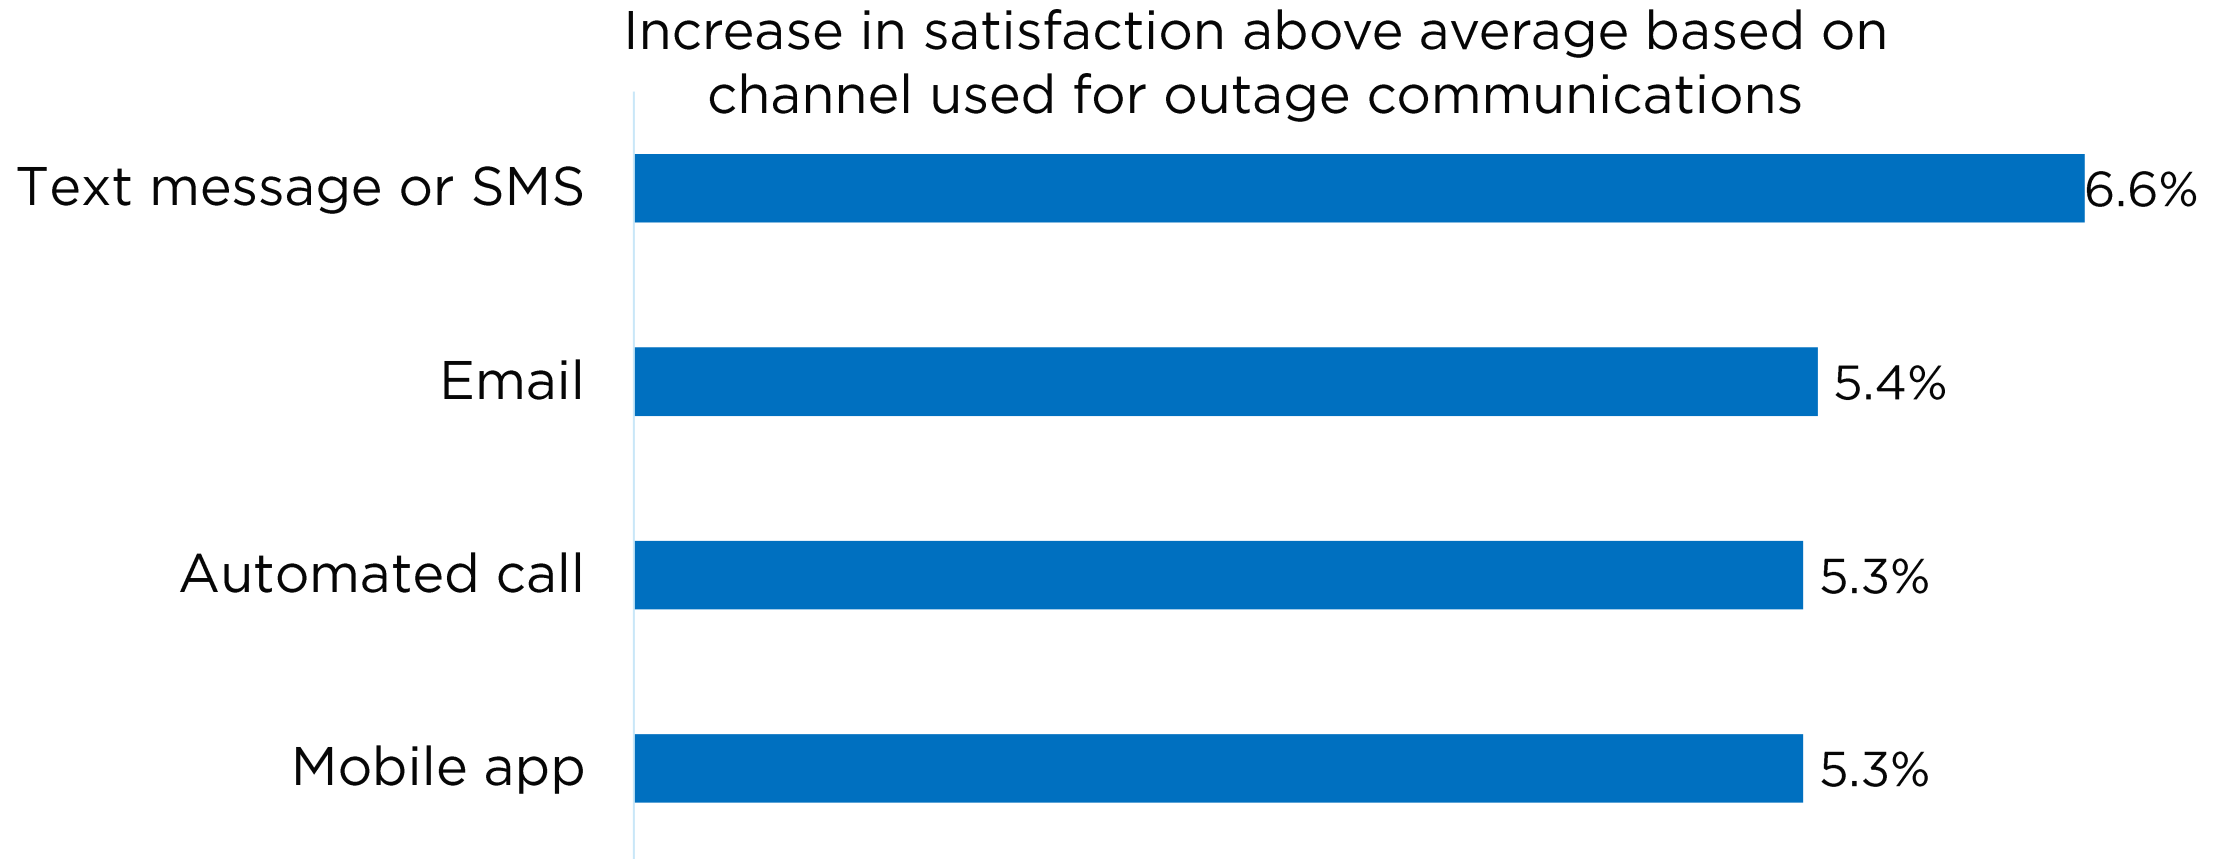 Increase in satisfaction above average based on
channel used for outage communications
Text message or SMS
6.6%
Email
5.4%
Automated call
5.3%
Mobile app
5.3%